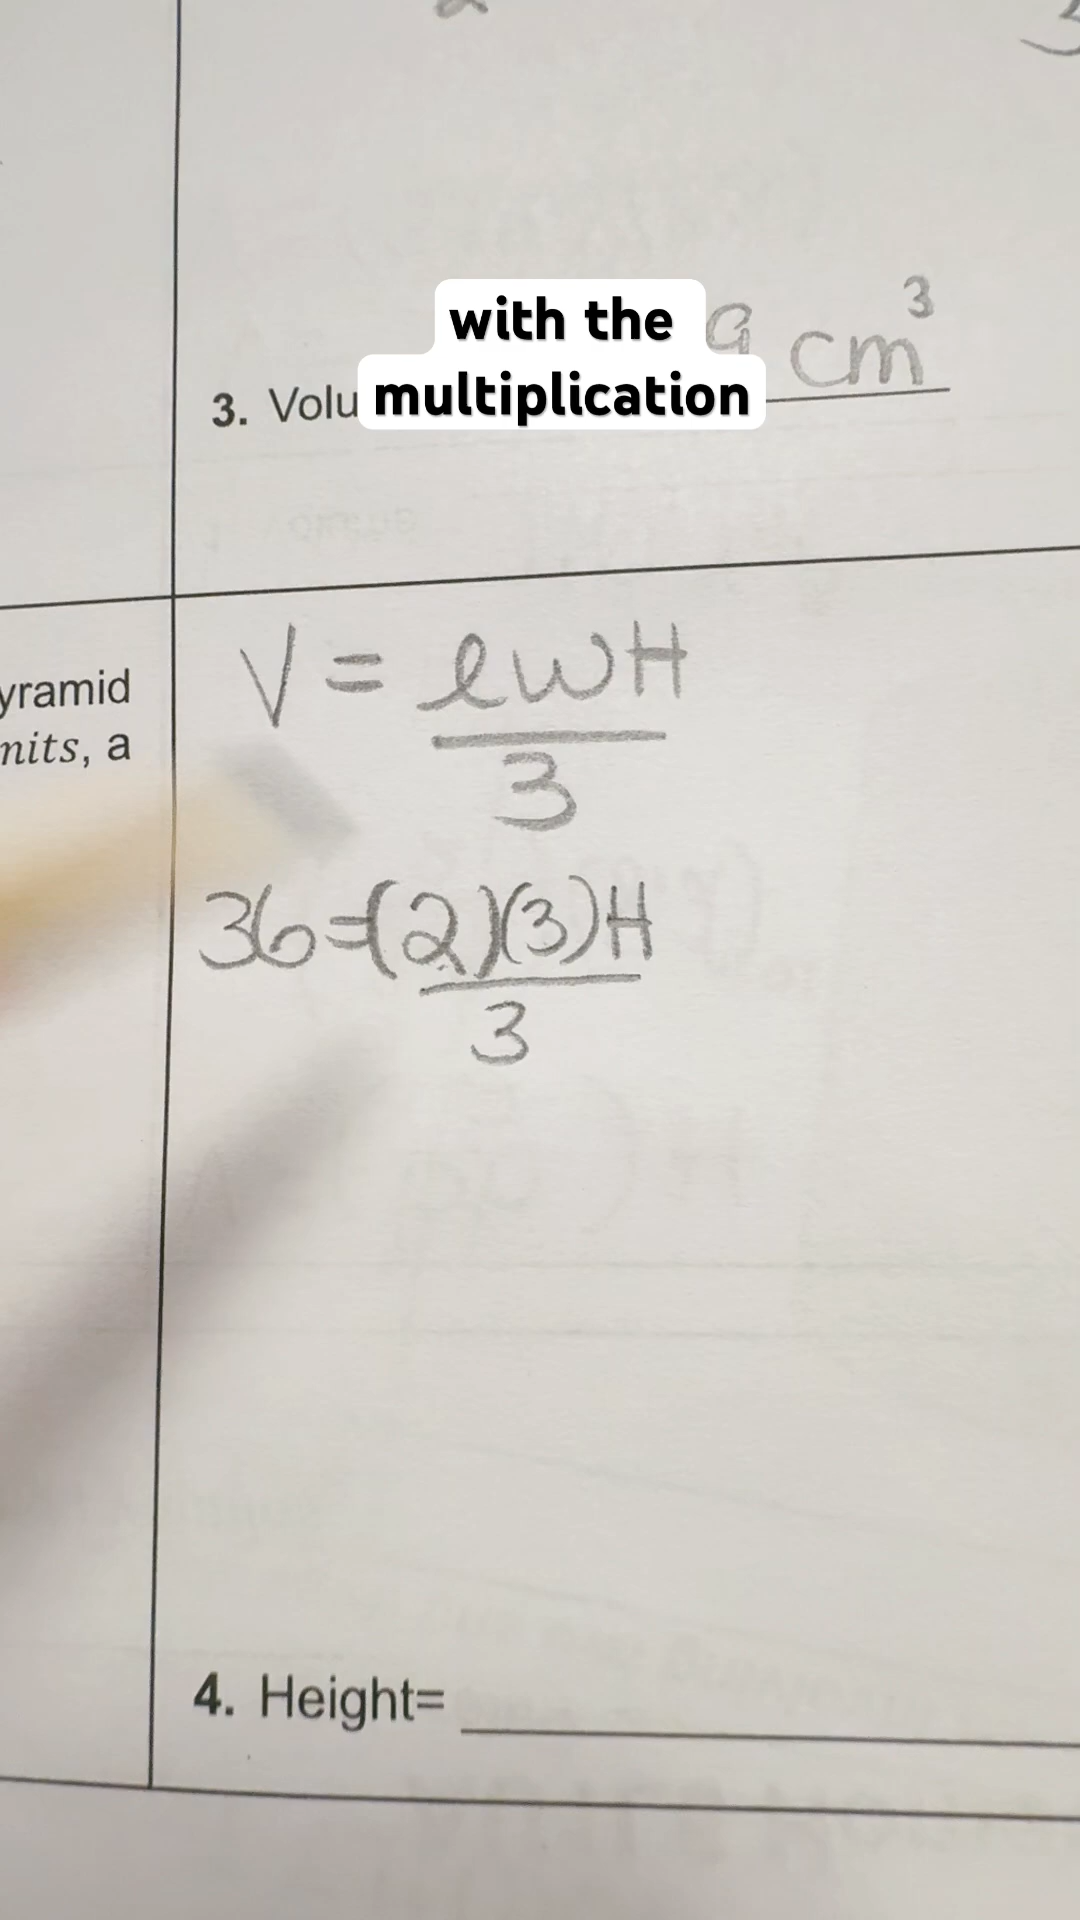 with the
multiplication
9 cm³
3. Volu
yramid
nits, a
V = lwH
3
36=(2)(3)H
3
4. Height=